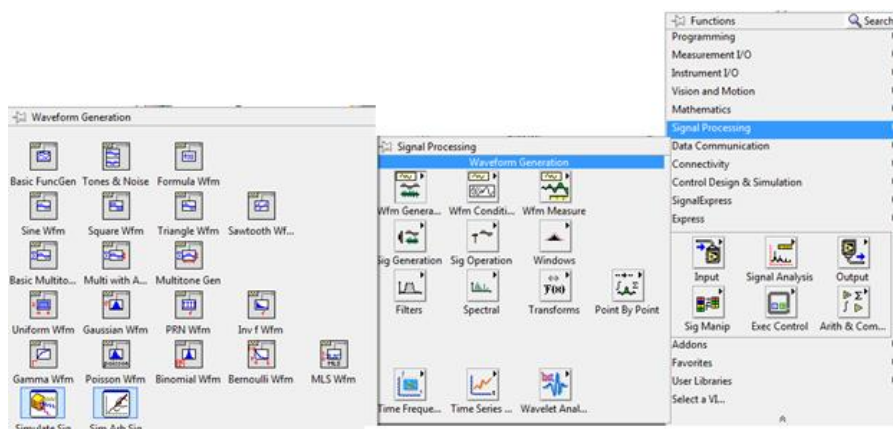 Waveform Generation
Basic FuncGen Tones & Noise Formula Wfm
Sine Wfm Square Wfm Triangle Wfm Sawtooth Wf...
Basic Multito... Multi with A... Multitone Gen
Uniform Wfm Gaussian Wfm PRN Wfm Inv f Wfm
Gamma Wfm Poisson Wfm Binomial Wfm Bernoulli Wfm MLS Wfm
Simulate Sig Sim Arb Sig
Signal Processing
Waveform Generation
Wfm Genera... Wfm Conditi... Wfm Measure
Sig Generation Sig Operation Windows
Filters Spectral Transforms Point By Point
Time Freque... Time Series ... Wavelet Anal...
Functions Search
Programming
Measurement I/O
Instrument I/O
Vision and Motion
Mathematics
Signal Processing
Data Communication
Connectivity
Control Design & Simulation
SignalExpress
Express
Input Signal Analysis Output
Sig Manip Exec Control Arith & Com...
Addons
Favorites
User Libraries
Select a VI...